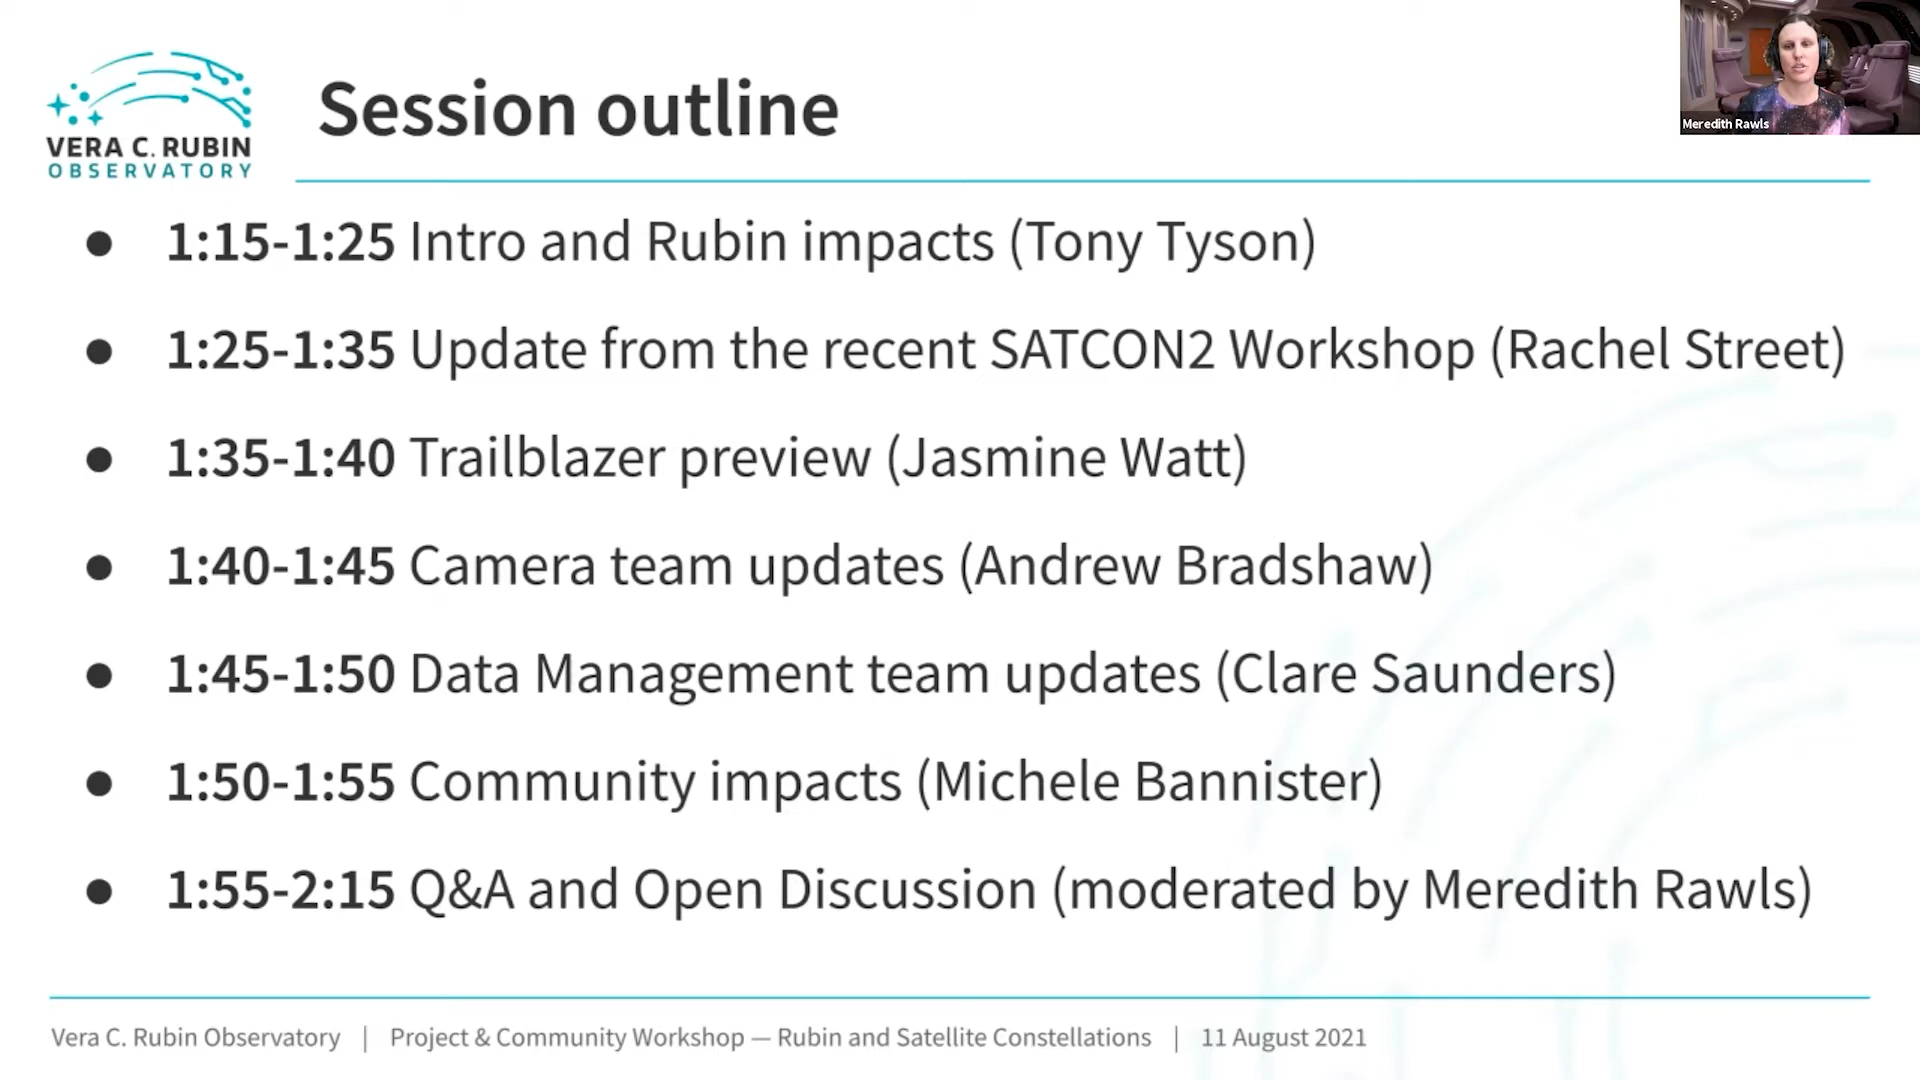 VERA C. RUBIN
OBSERVATORY
Session outline
Meredith Rawls
● 1:15-1:25 Intro and Rubin impacts (Tony Tyson)
● 1:25-1:35 Update from the recent SATCON2 Workshop (Rachel Street)
● 1:35-1:40 Trailblazer preview (Jasmine Watt)
● 1:40-1:45 Camera team updates (Andrew Bradshaw)
● 1:45-1:50 Data Management team updates (Clare Saunders)
● 1:50-1:55 Community impacts (Michele Bannister)
● 1:55-2:15 Q&A and Open Discussion (moderated by Meredith Rawls)
Vera C. Rubin Observatory | Project & Community Workshop — Rubin and Satellite Constellations | 11 August 2021